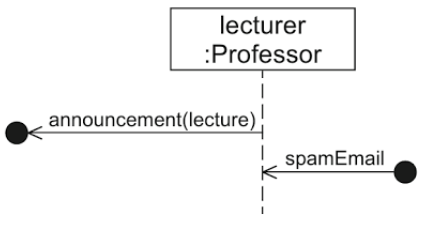 lecturer
:Professor
announcement(lecture)
spamEmail